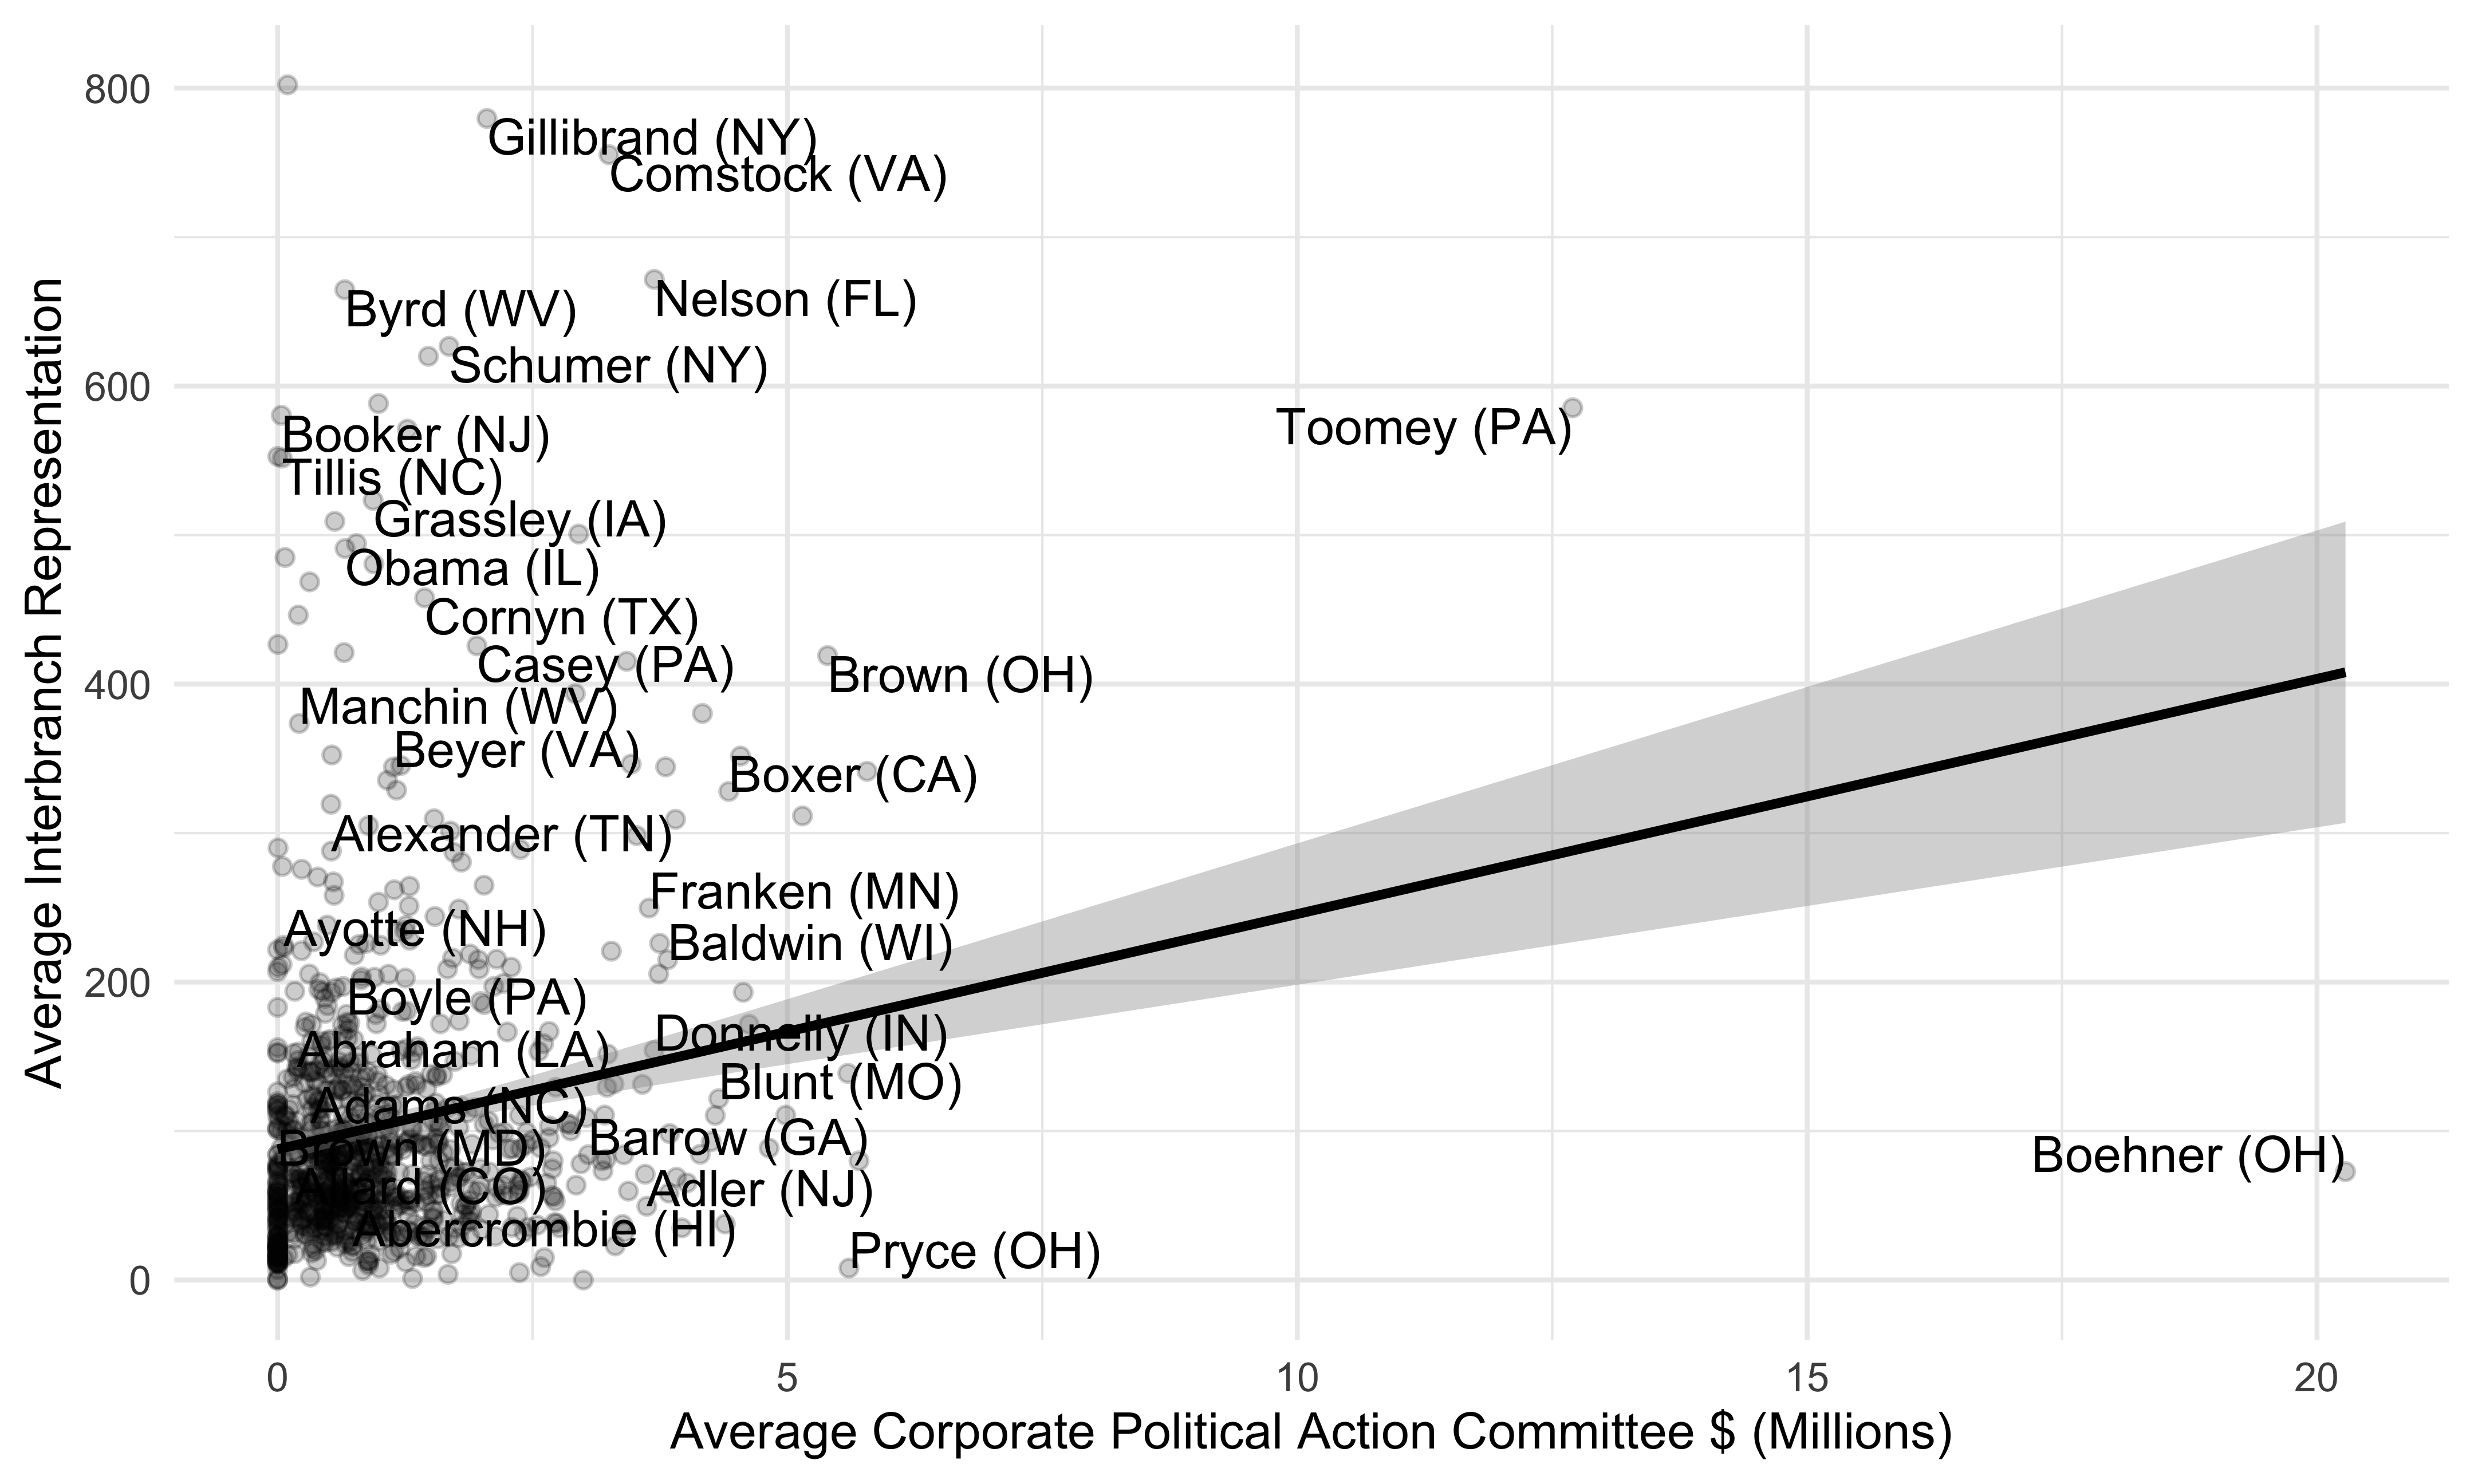 800
Gillibrand (NY)
Comstock (VA)
Byrd (WV)
Nelson (FL)
Schumer (NY)
600
Toomey (PA)
Booker (NJ)
Tillis (NC)
Grassley (IA)
Obama (IL)
Cornyn (TX)
Casey (PA)
Brown (OH)
400
Manchin (WV)
Beyer (VA)
Boxer (CA)
Alexander (TN)
Franken (MN)
Ayotte (NH)
Baldwin (WI)
200
Boyle (PA)
Donnelly (IN)
Abraham (LA)
Blunt (MO)
Adams (NC)
Barrow (GA)
Brown (MD)
Boehner (OH)
Allard (CO)
Adler (NJ)
Abercrombie (HI)
Pryce (OH)
0
Average Interbranch Representation
0 5 10 15 20
Average Corporate Political Action Committee $ (Millions)